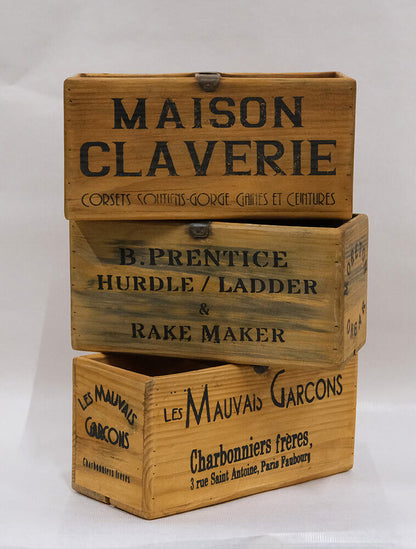 MAISON
CLAVERIE
CORSETS SOUTIENS-GORGE GAINES ET CEINTURES
B. PRENTICE
HURDLE / LADDER
&
RAKE MAKER
LES MAUVAIS
GARCONS
Charbonniers frères
LES MAUVAIS GARCONS
Charbonniers frères,
3 rue Saint Antoine, Paris Faubourg